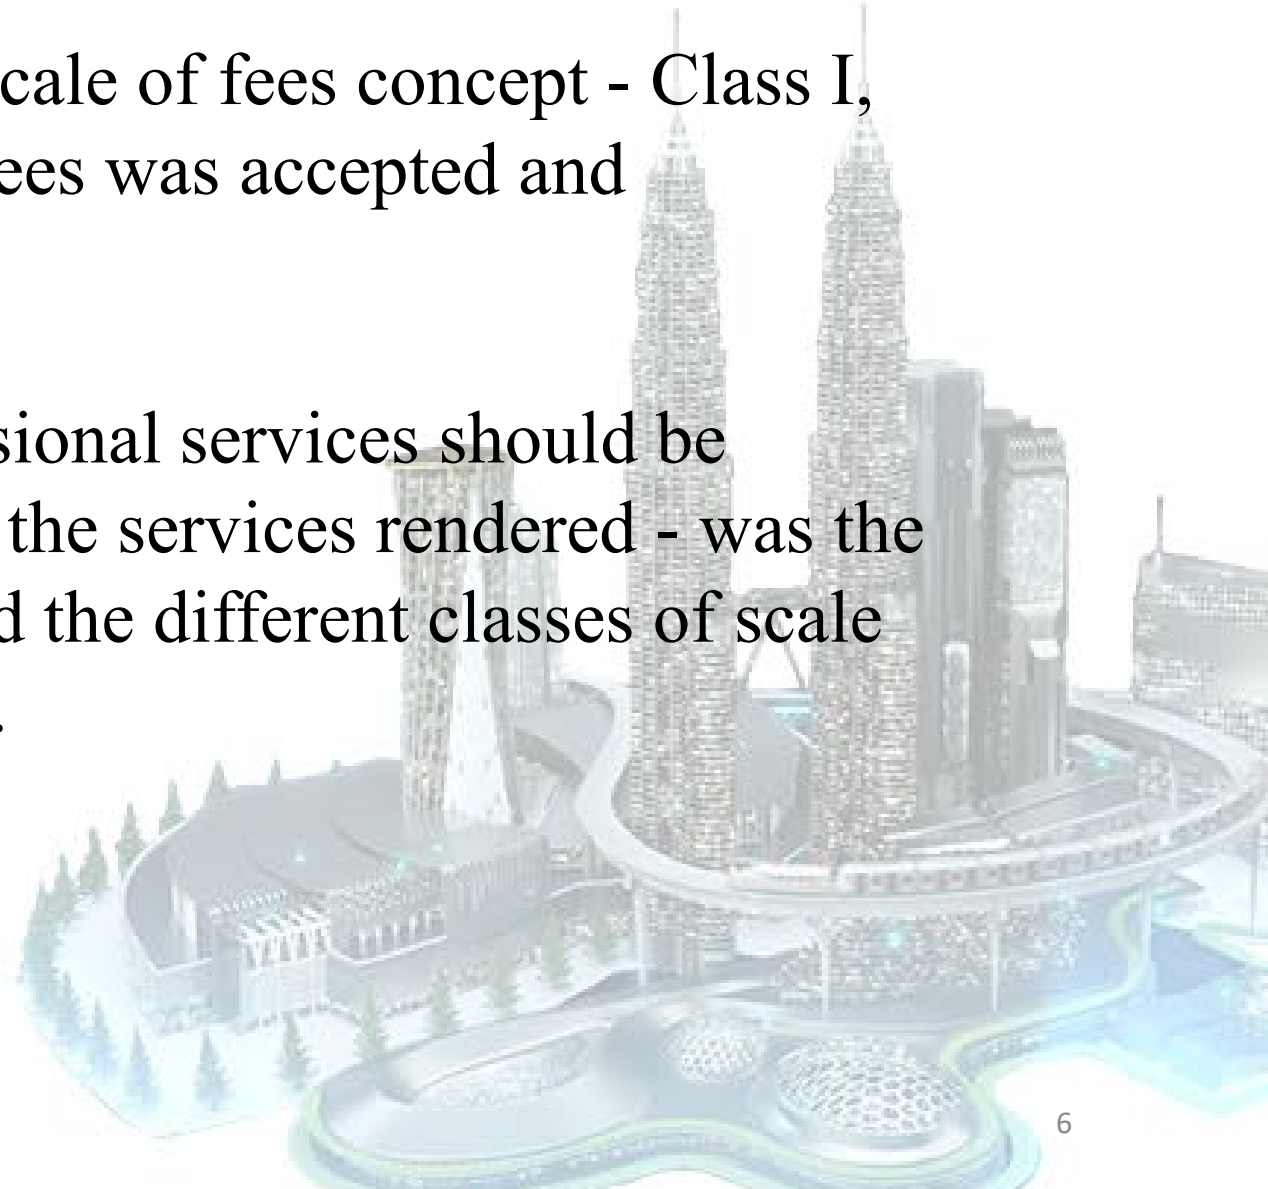 cale of fees concept - Class I,
ees was accepted and
sional services should be
the services rendered - was the
d the different classes of scale
.
6